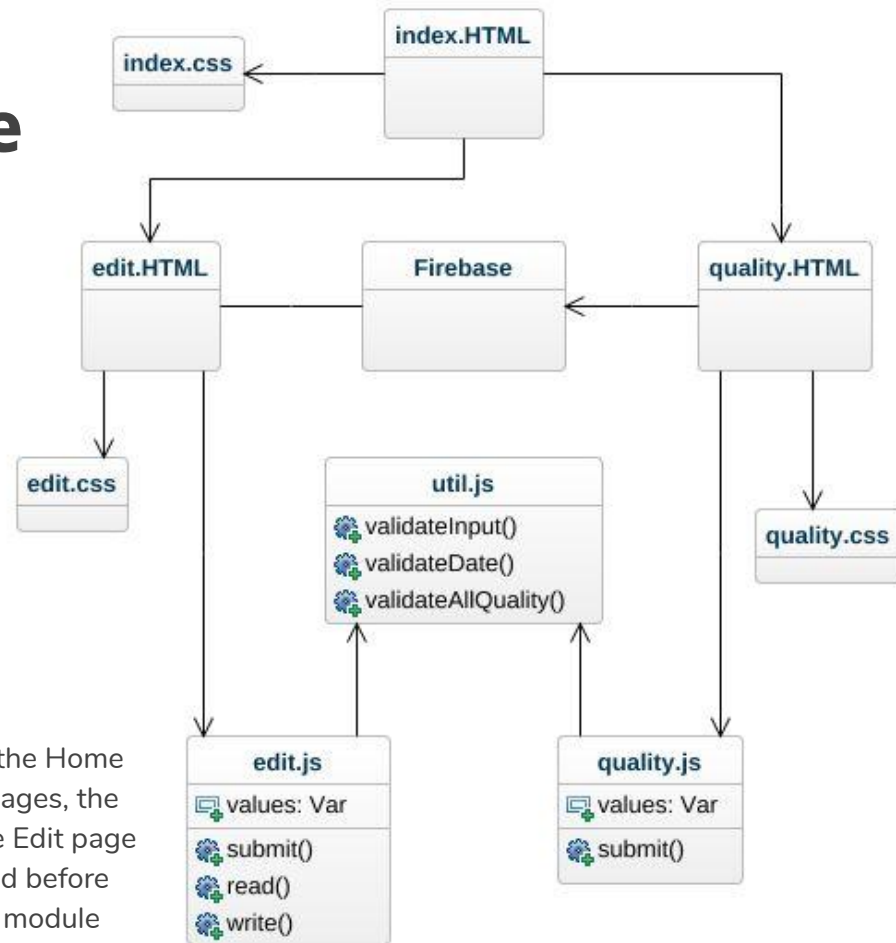 e
index.HTML
index.css
edit.HTML
Firebase
quality.HTML
edit.css
util.js
validateInput()
validateDate()
validateAllQuality()
quality.css
edit.js
values: Var
submit()
read()
write()
quality.js
values: Var
submit()
the Home
ages, the
e Edit page
d before
module